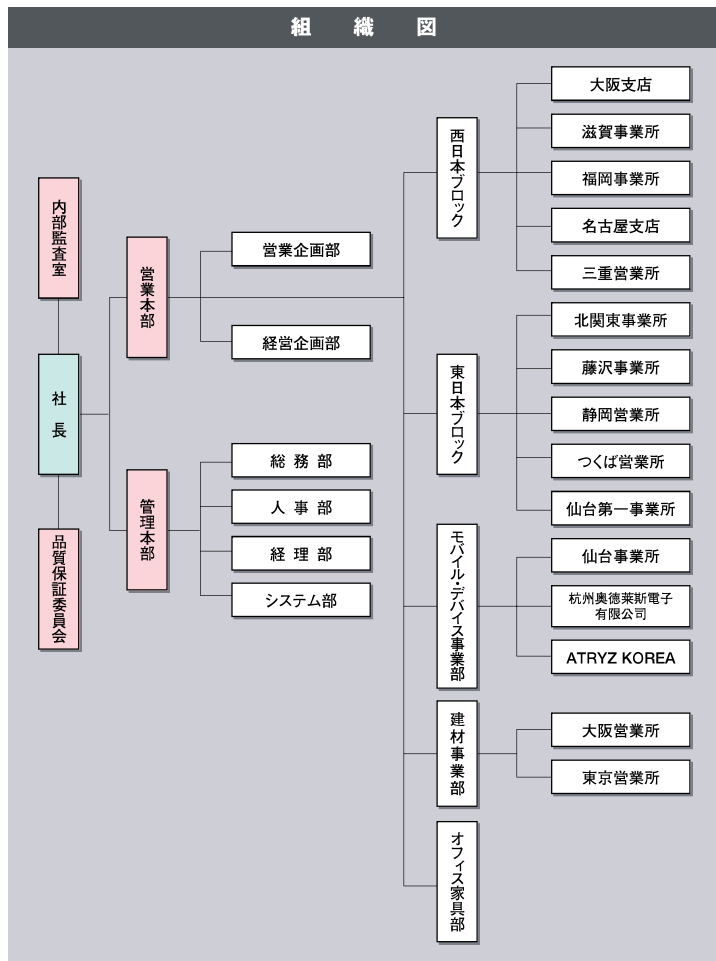 組織図
内部監査室
社長
品質保証委員会
営業本部
営業企画部
経営企画部
管理本部
総務部
人事部
経理部
システム部
西日本ブロック
大阪支店
滋賀事業所
福岡事業所
名古屋支店
三重営業所
東日本ブロック
北関東事業所
藤沢事業所
静岡営業所
つくば営業所
仙台第一事業所
モバイル・デバイス事業部
仙台事業所
杭州奥德莱斯電子
有限公司
ATRYZ KOREA
建材事業部
大阪営業所
東京営業所
オフィス家具部